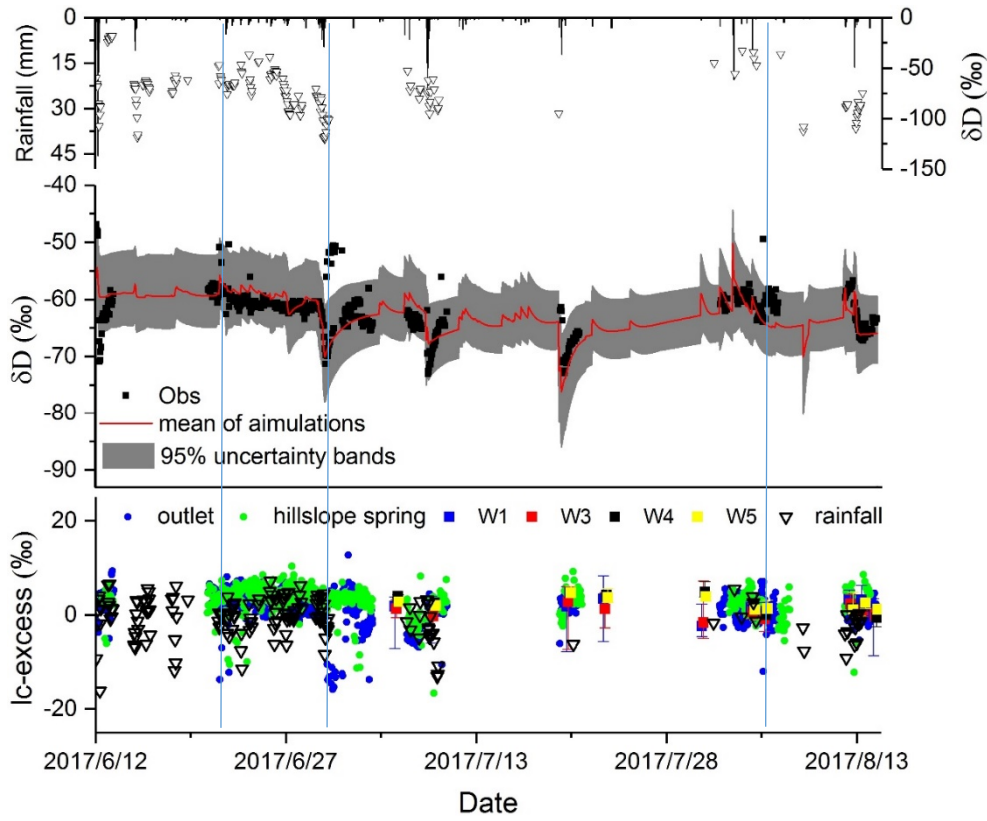 0
15
30
45
Rainfall (mm)
0
-50
-100
-150
δD (‰)
-40
-50
-60
-70
-80
-90
δD (‰)
Obs
mean of aimulations
95% uncertainty bands
20
0
-20
lc-excess (‰)
outlet hillslope spring W1 W3 W4 W5 rainfall
2017/6/12 2017/6/27 2017/7/13 2017/7/28 2017/8/13
Date